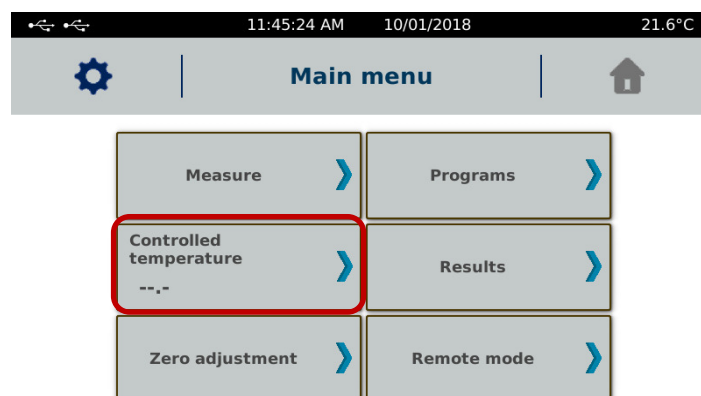 11:45:24 AM 10/01/2018 21.6°C
Main menu
Measure
Programs
Controlled
temperature
--.-
Results
Zero adjustment
Remote mode